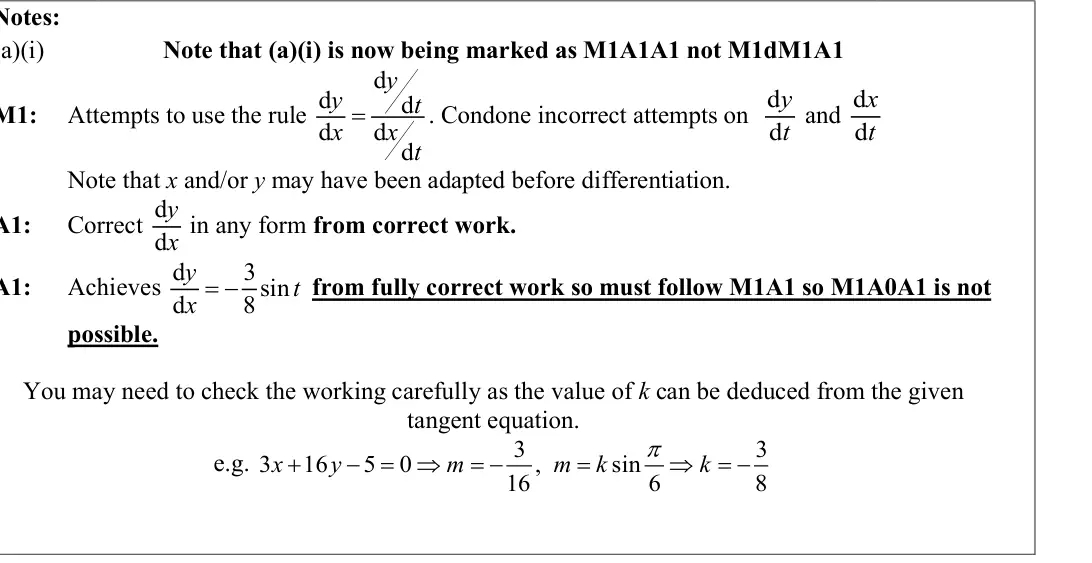 Notes:
a)(i) Note that (a)(i) is now being marked as M1A1A1 not M1dM1A1
M1: Attempts to use the rule dy/dx = (dy/dt)/(dx/dt). Condone incorrect attempts on dy/dt and dx/dt
Note that x and/or y may have been adapted before differentiation.
A1: Correct dy/dx in any form from correct work.
A1: Achieves dy/dx = −3/8 sin t from fully correct work so must follow M1A1 so M1A0A1 is not
possible.
You may need to check the working carefully as the value of k can be deduced from the given
tangent equation.
e.g. 3x+16y−5=0 ⇒ m = −3/16, m = k sin π/6 ⇒ k = −3/8